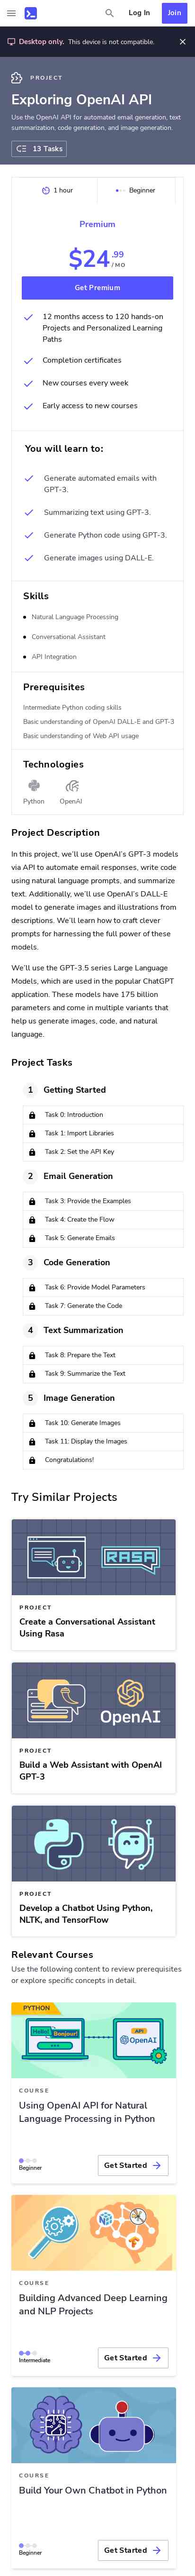 Log In
Join
Desktop only. This device is not compatible.
PROJECT
Exploring OpenAI API
Use the OpenAI API for automated email responses, text
summarization, code generation, and image generation.
13 Tasks
1 hour
Beginner
Premium
$24.99
/MO
Get Premium
12 months access to 120 hands-on
Projects and Personalized Learning
Paths
Completion certificates
New courses every week
Early access to new courses
You will learn to:
Generate automated emails with
GPT-3.
Summarizing text using GPT-3.
Generate Python code using GPT-3.
Generate images using DALL-E.
Skills
Natural Language Processing
Conversational Assistant
API Integration
Prerequisites
Intermediate Python coding skills
Basic understanding of OpenAI DALL-E and GPT-3
Basic understanding of Web API usage
Technologies
Python
OpenAI
Project Description
In this project, we'll use OpenAI's GPT-3 models
via API to automate email responses, write code
using natural language prompts, and summarize
text. Additionally, we'll use OpenAI's DALL-E
model to generate images and illustrations from
descriptions. We'll learn how to craft clever
prompts for harnessing the full power of these
models.
We'll use the GPT-3.5 series Large Language
Models, which are used in the popular ChatGPT
application. These models have 175 billion
parameters and come in multiple variants that
help us generate images, code, and natural
language.
Project Tasks
1 Getting Started
Task 0: Introduction
Task 1: Import Libraries
Task 2: Set the API Key
2 Email Generation
Task 3: Provide the Examples
Task 4: Create the Flow
Task 5: Generate Emails
3 Code Generation
Task 6: Provide Model Parameters
Task 7: Generate the Code
4 Text Summarization
Task 8: Prepare the Text
Task 9: Summarize the Text
5 Image Generation
Task 10: Generate Images
Task 11: Display the Images
Congratulations!
Try Similar Projects
RASA
PROJECT
Create a Conversational Assistant
Using Rasa
OpenAI
PROJECT
Build a Web Assistant with OpenAI
GPT-3
PROJECT
Develop a Chatbot Using Python,
NLTK, and TensorFlow
Relevant Courses
Use the following content to review prerequisites
or explore specific concepts in detail.
PYTHON
Hello!
Bonjour!
API
OpenAI
COURSE
Using OpenAI API for Natural
Language Processing in Python
Beginner
Get Started
COURSE
Building Advanced Deep Learning
and NLP Projects
Intermediate
Get Started
COURSE
Build Your Own Chatbot in Python
Beginner
Get Started